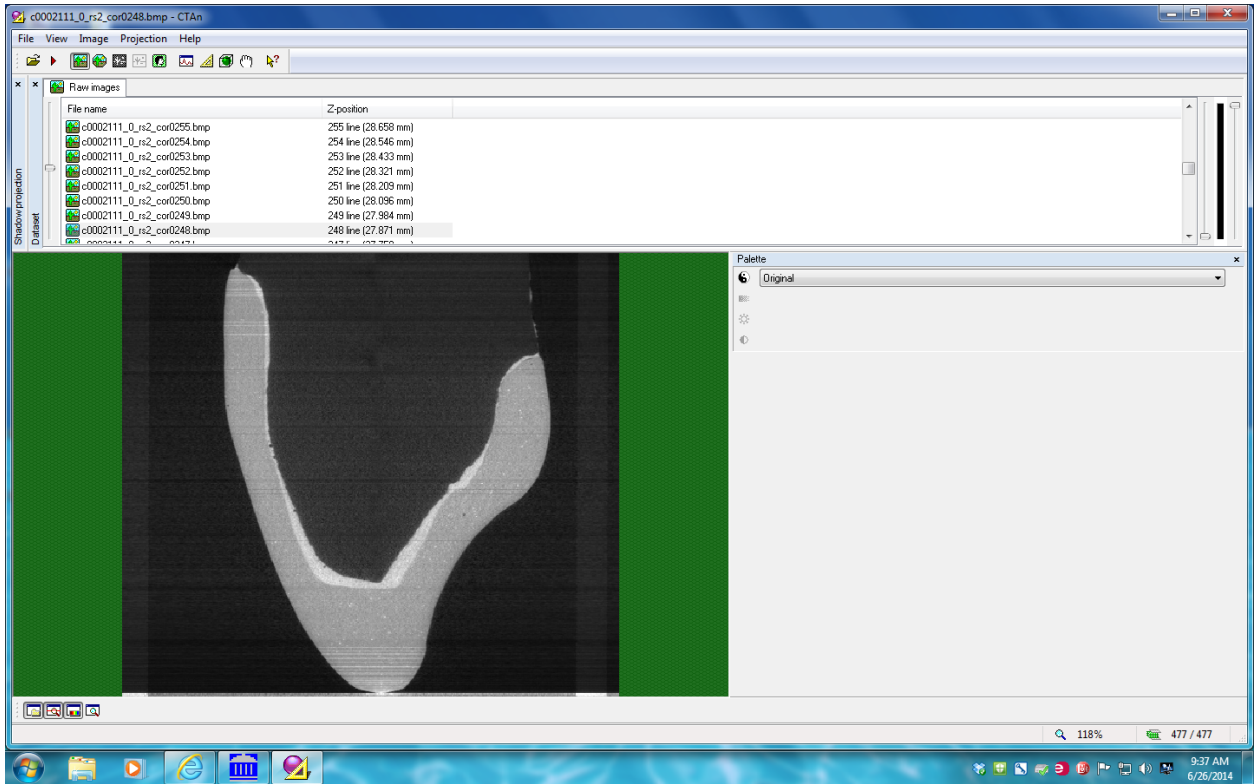 c0002111_0_rs2_cor0248.bmp - CTAn
File View Image Projection Help
Raw images
File name Z-position
c0002111_0_rs2_cor0255.bmp 255 line (28.658 mm)
c0002111_0_rs2_cor0254.bmp 254 line (28.546 mm)
c0002111_0_rs2_cor0253.bmp 253 line (28.433 mm)
c0002111_0_rs2_cor0252.bmp 252 line (28.321 mm)
c0002111_0_rs2_cor0251.bmp 251 line (28.209 mm)
c0002111_0_rs2_cor0250.bmp 250 line (28.096 mm)
c0002111_0_rs2_cor0249.bmp 249 line (27.984 mm)
c0002111_0_rs2_cor0248.bmp 248 line (27.871 mm)
Shadow projection
Dataset
Palette
Original
118% 477 / 477
9:37 AM
6/26/2014